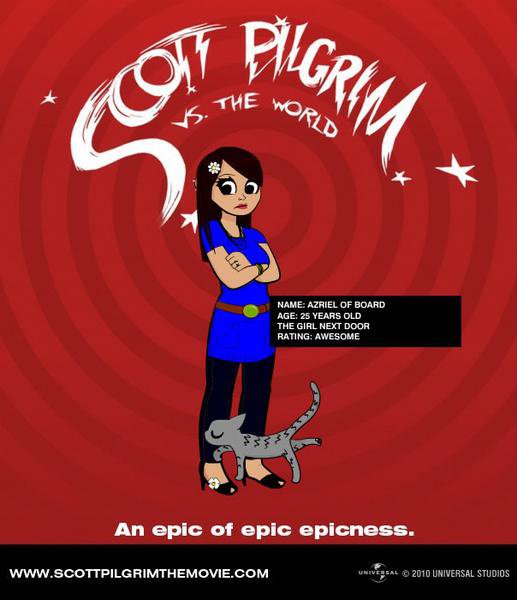 SCOTT PILGRIM
VS. THE WORLD
NAME: AZRIEL OF BOARD
AGE: 25 YEARS OLD
THE GIRL NEXT DOOR
RATING: AWESOME
An epic of epic epicness.
WWW.SCOTTPILGRIMTHEMOVIE.COM
UNIVERSAL © 2010 UNIVERSAL STUDIOS